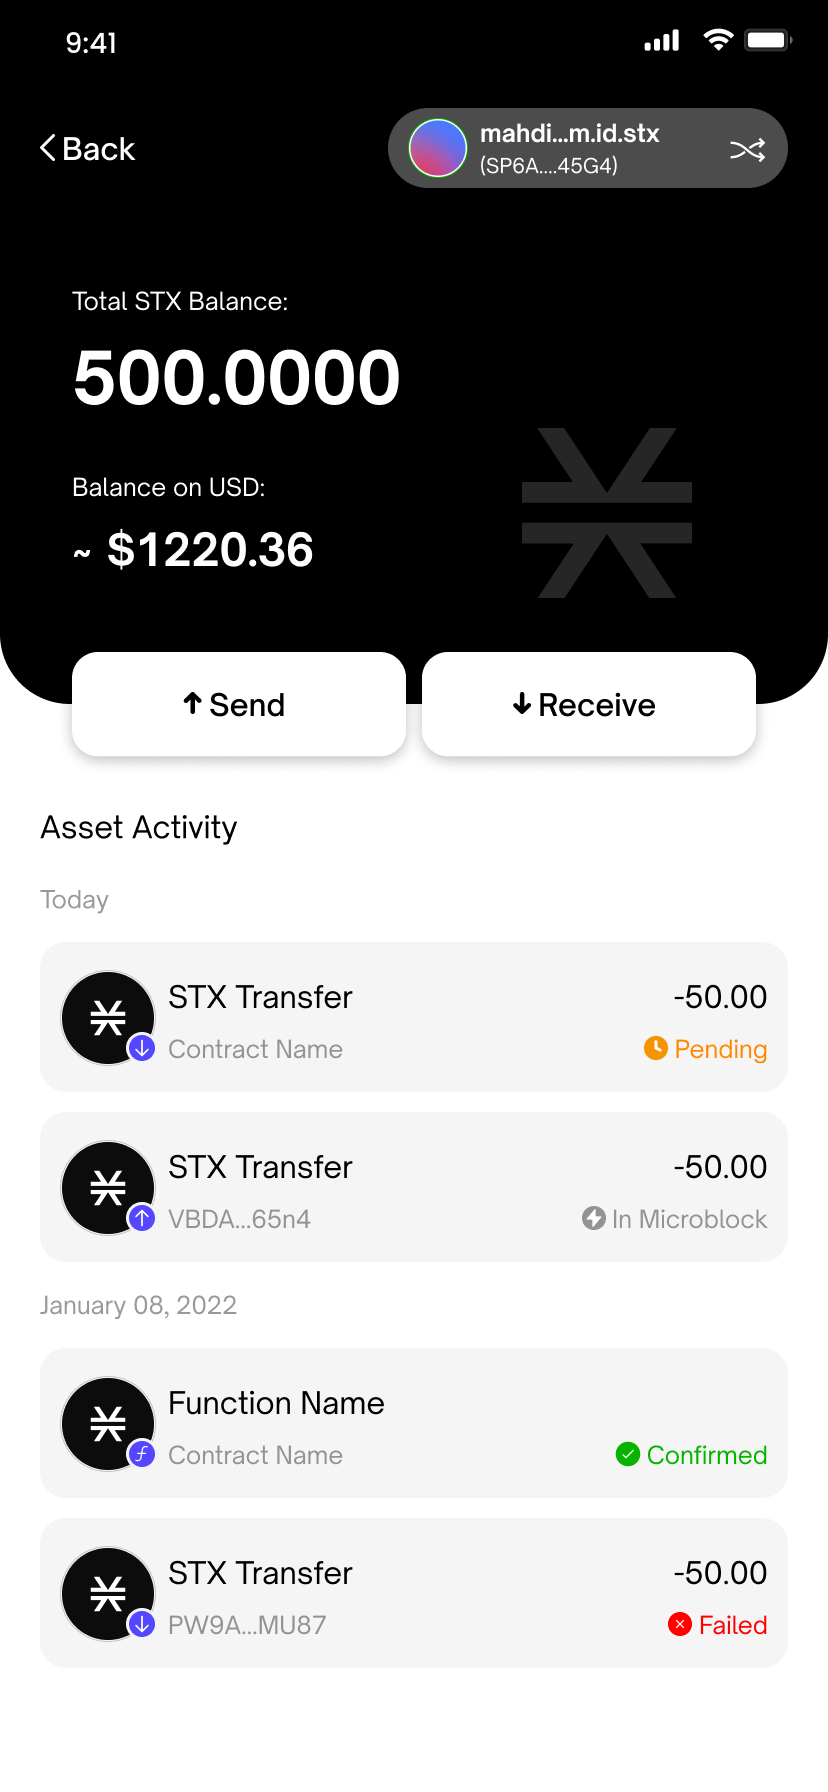 9:41
Back
mahdi...m.id.stx
(SP6A....45G4)
Total STX Balance:
500.0000
Balance on USD:
~ $1220.36
Send
Receive
Asset Activity
Today
STX Transfer
-50.00
Contract Name
Pending
STX Transfer
-50.00
VBDA...65n4
In Microblock
January 08, 2022
Function Name
Contract Name
Confirmed
STX Transfer
-50.00
PW9A...MU87
Failed